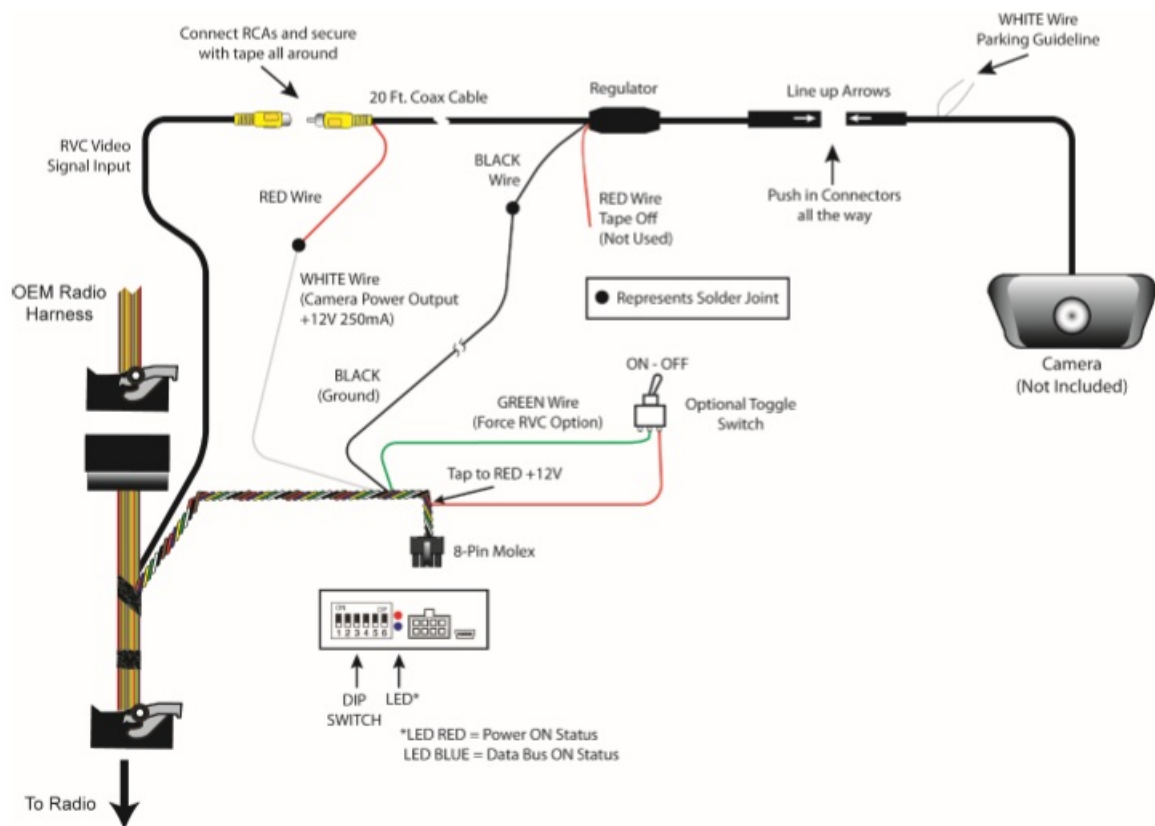 WHITE Wire
Parking Guideline
Connect RCAs and secure
with tape all around
20 Ft. Coax Cable
Regulator
Line up Arrows
RVC Video
Signal Input
BLACK
Wire
RED Wire
RED Wire
Tape Off
(Not Used)
Push in Connectors
all the way
WHITE Wire
(Camera Power Output
+12V 250mA)
OEM Radio
Harness
Represents Solder Joint
Camera
(Not Included)
BLACK
(Ground)
ON - OFF
GREEN Wire
(Force RVC Option)
Optional Toggle
Switch
Tap to RED +12V
8-Pin Molex
ON DIP
1 2 3 4 5 6
DIP
SWITCH
LED*
*LED RED = Power ON Status
LED BLUE = Data Bus ON Status
To Radio